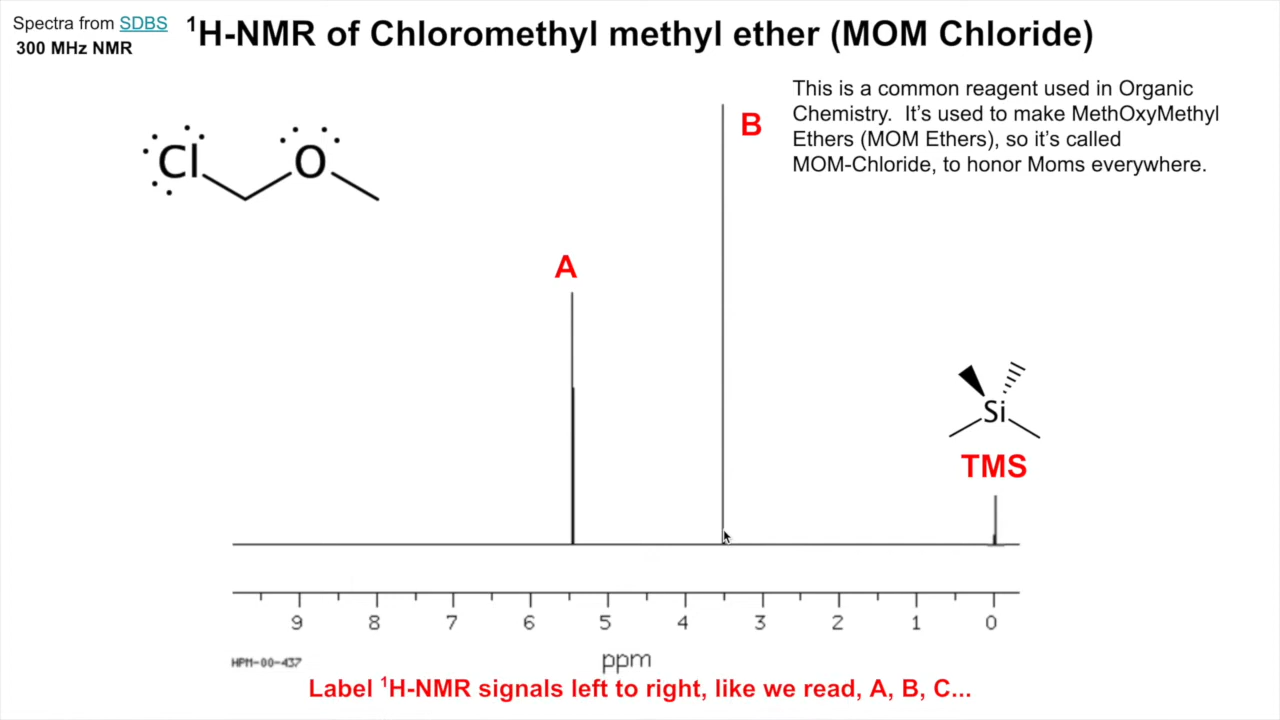 Spectra from SDBS
300 MHz NMR
¹H-NMR of Chloromethyl methyl ether (MOM Chloride)
This is a common reagent used in Organic
Chemistry.  It's used to make MethOxyMethyl
Ethers (MOM Ethers), so it's called
MOM-Chloride, to honor Moms everywhere.
Cl O
B
A
Si
TMS
9 8 7 6 5 4 3 2 1 0
HPM-00-437
ppm
Label ¹H-NMR signals left to right, like we read, A, B, C...